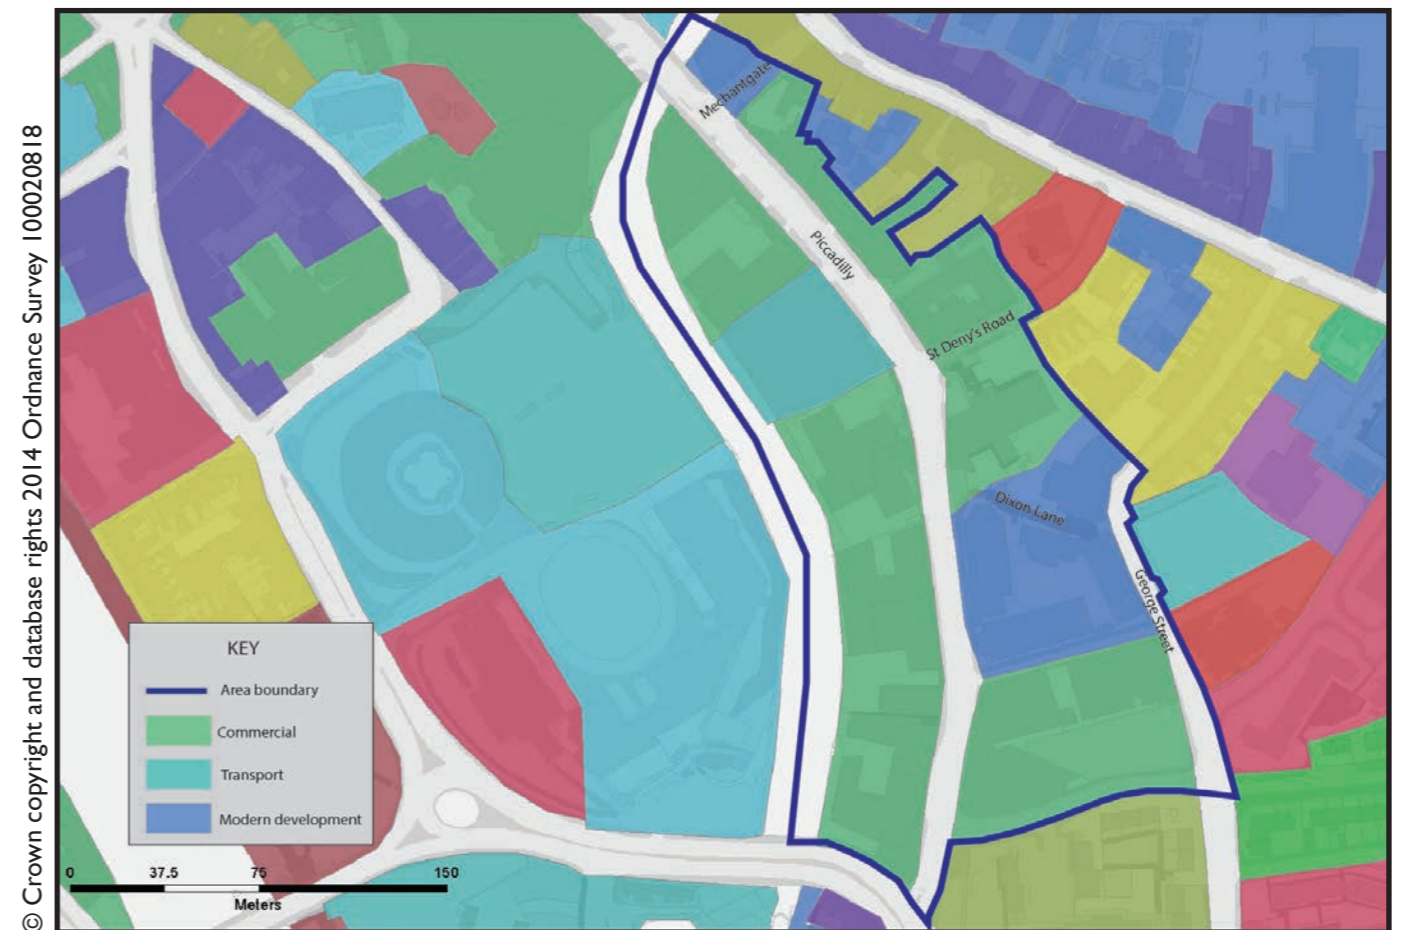 © Crown copyright and database rights 2014 Ordnance Survey 100020818
Mechantgate
Piccadilly
St Deny's Road
Dixon Lane
George Street
KEY
Area boundary
Commercial
Transport
Modern development
0 37.5 75 150
Meters